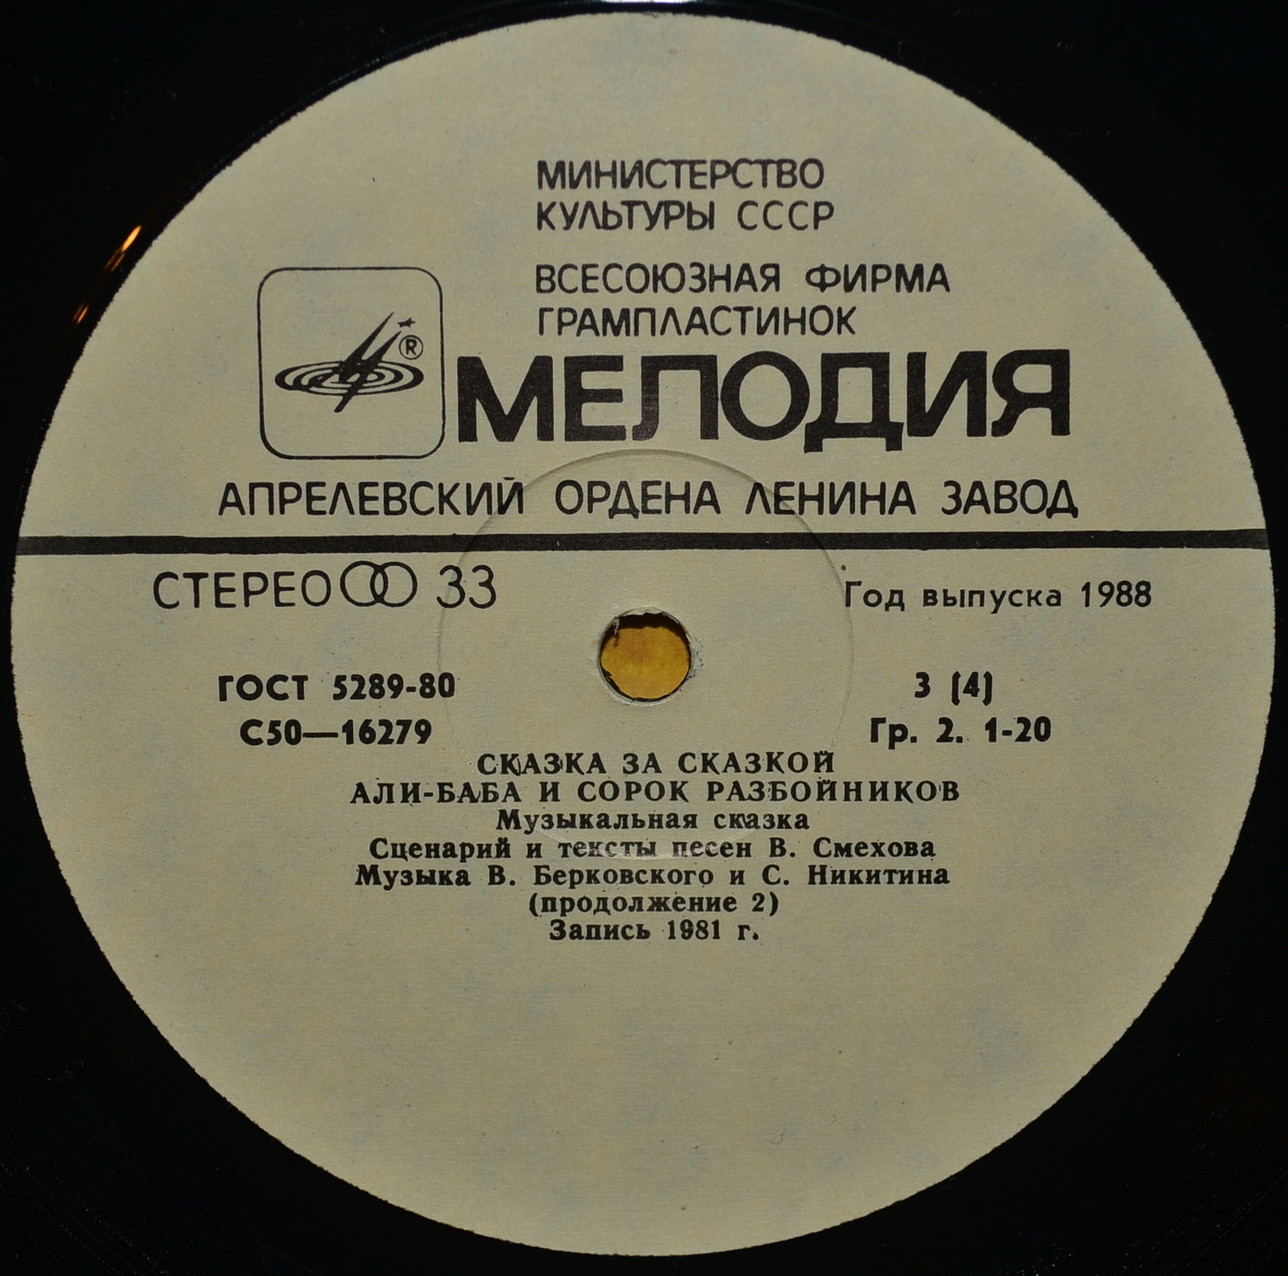 МИНИСТЕРСТВО
КУЛЬТУРЫ СССР
ВСЕСОЮЗНАЯ ФИРМА
ГРАМПЛАСТИНОК
®
МЕЛОДИЯ
АПРЕЛЕВСКИЙ ОРДЕНА ЛЕНИНА ЗАВОД
СТЕРЕО 33
Год выпуска 1988
ГОСТ 5289-80
3 (4)
С50—16279
Гр. 2. 1-20
СКАЗКА ЗА СКАЗКОЙ
АЛИ-БАБА И СОРОК РАЗБОЙНИКОВ
Музыкальная сказка
Сценарий и тексты песен В. Смехова
Музыка В. Берковского и С. Никитина
(продолжение 2)
Запись 1981 г.